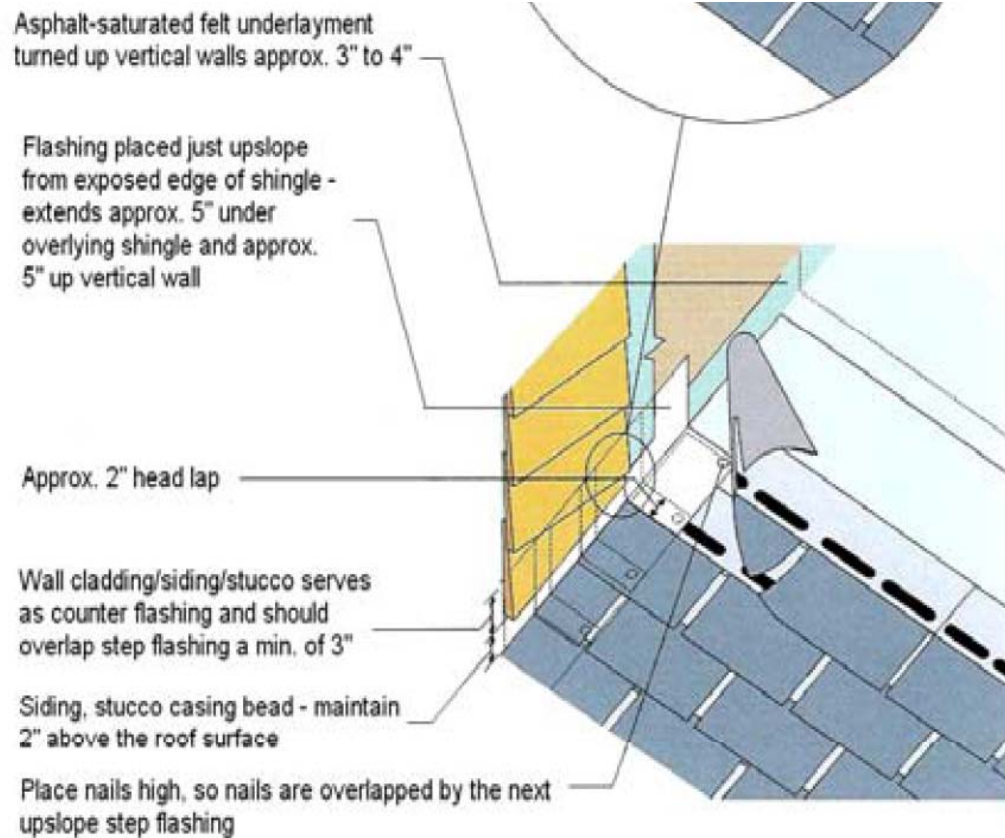 Asphalt-saturated felt underlayment
turned up vertical walls approx. 3" to 4"
Flashing placed just upslope
from exposed edge of shingle -
extends approx. 5" under
overlying shingle and approx.
5" up vertical wall
Approx. 2" head lap
Wall cladding/siding/stucco serves
as counter flashing and should
overlap step flashing a min. of 3"
Siding, stucco casing bead - maintain
2" above the roof surface
Place nails high, so nails are overlapped by the next
upslope step flashing